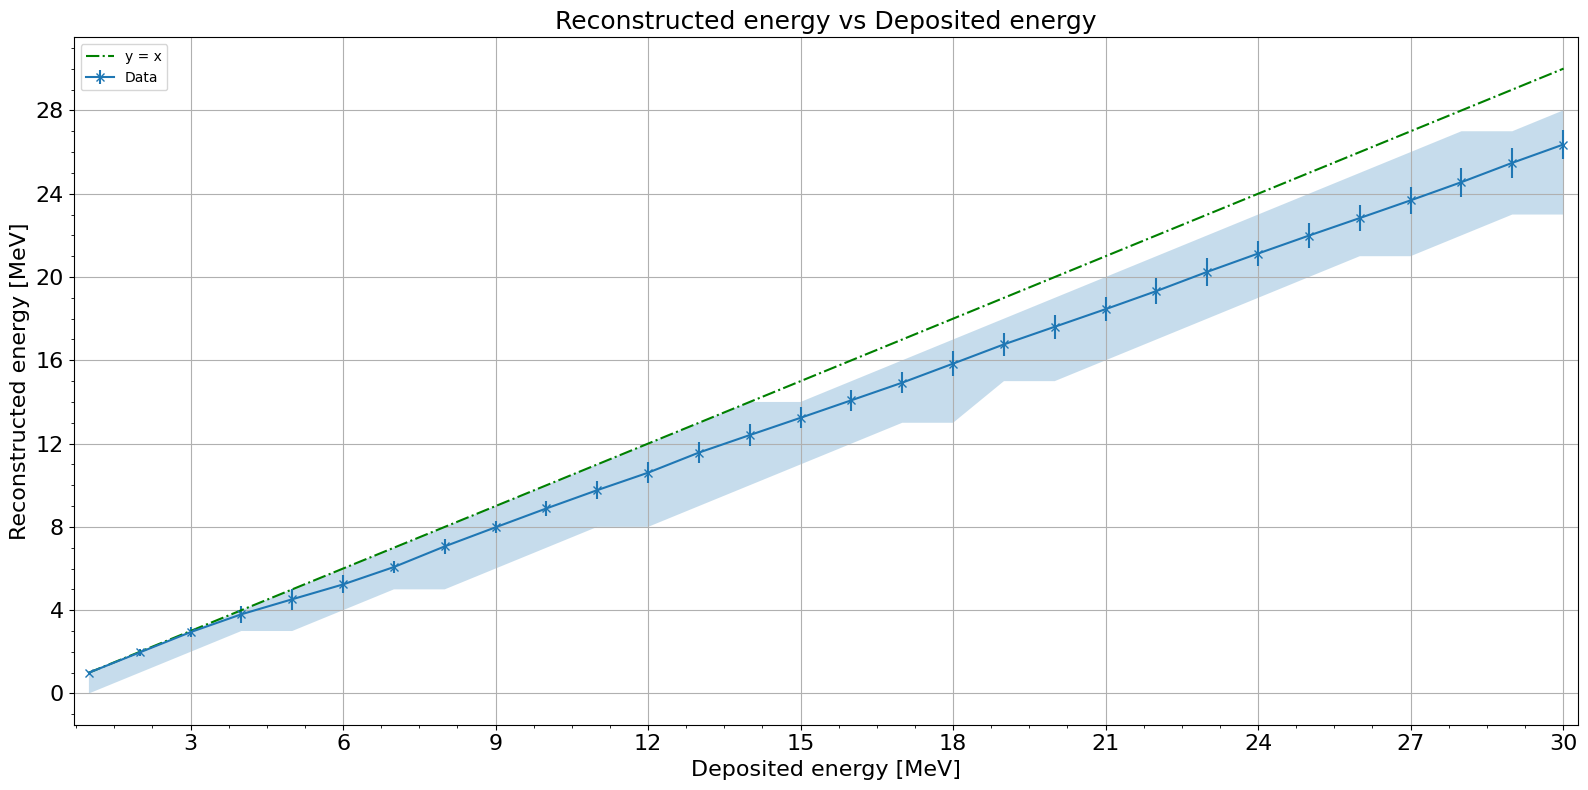 Reconstructed energy vs Deposited energy
y = x
Data
Reconstructed energy [MeV]
28
24
20
16
12
8
4
0
3 6 9 12 15 18 21 24 27 30
Deposited energy [MeV]